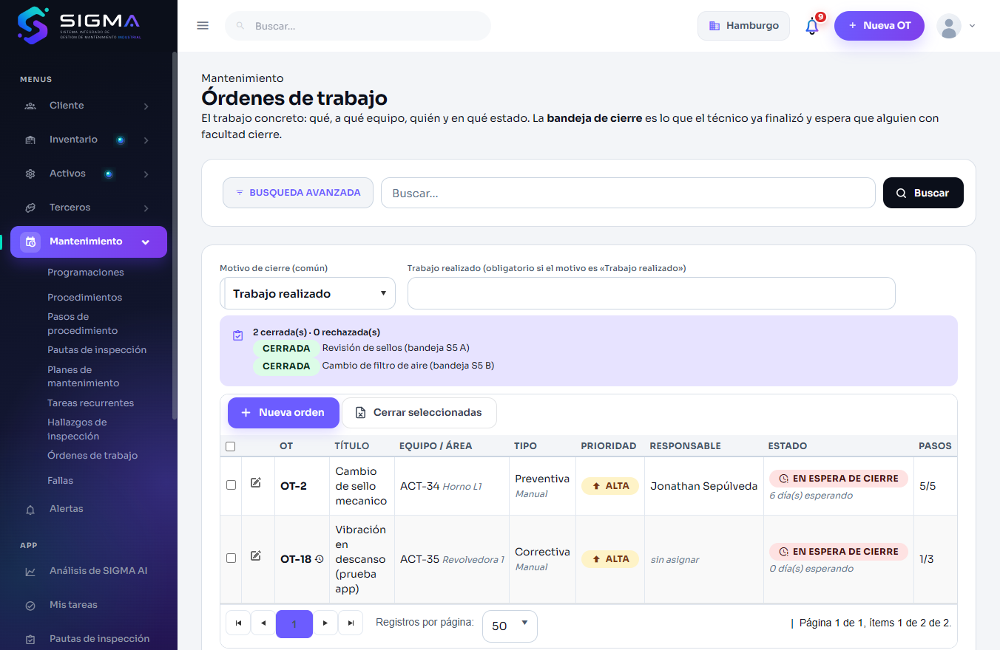 SIGMA
SISTEMA INTEGRADO DE
GESTIÓN DE MANTENIMIENTO INDUSTRIAL
Buscar...
Hamburgo
9
+ Nueva OT
MENUS
Cliente
Inventario
Activos
Terceros
Mantenimiento
Programaciones
Procedimientos
Pasos de
procedimiento
Pautas de inspección
Planes de
mantenimiento
Tareas recurrentes
Hallazgos de
inspección
Órdenes de trabajo
Fallas
Alertas
APP
Análisis de SIGMA AI
Mis tareas
Pautas de inspección
Mantenimiento
Órdenes de trabajo
El trabajo concreto: qué, a qué equipo, quién y en qué estado. La bandeja de cierre es lo que el técnico ya finalizó y espera que alguien con
facultad cierre.
BUSQUEDA AVANZADA
Buscar...
Buscar
Motivo de cierre (común)
Trabajo realizado (obligatorio si el motivo es «Trabajo realizado»)
Trabajo realizado
2 cerrada(s) · 0 rechazada(s)
CERRADA Revisión de sellos (bandeja S5 A)
CERRADA Cambio de filtro de aire (bandeja S5 B)
+ Nueva orden
Cerrar seleccionadas
OT TÍTULO EQUIPO / ÁREA TIPO PRIORIDAD RESPONSABLE ESTADO PASOS
OT-2
Cambio
de sello
mecanico
ACT-34 Horno L1
Preventiva
Manual
ALTA
Jonathan Sepúlveda
EN ESPERA DE CIERRE
6 día(s) esperando
5/5
OT-18
Vibración
en
descanso
(prueba
app)
ACT-35 Revolvedora 1
Correctiva
Manual
ALTA
sin asignar
EN ESPERA DE CIERRE
0 día(s) esperando
1/3
1
Registros por página:
50
| Página 1 de 1, ítems 1 de 2 de 2.